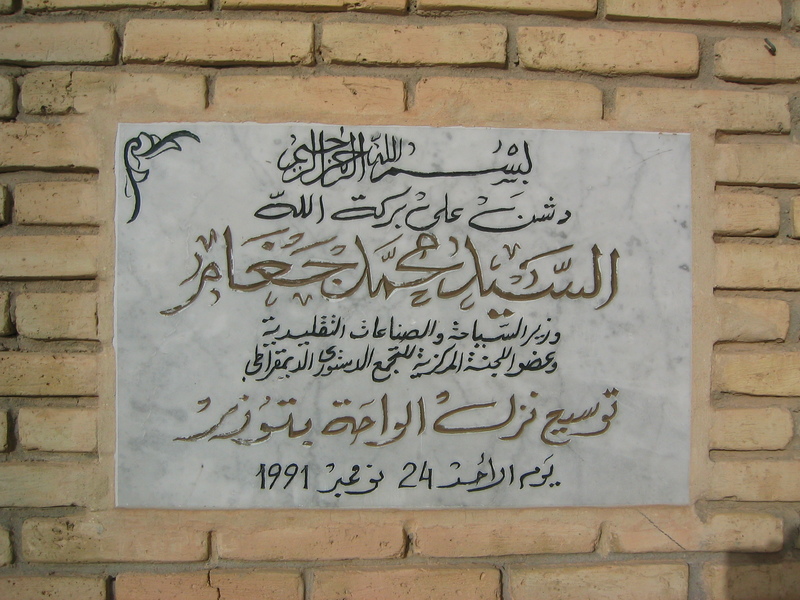 بسم الله الرحمن الرحيم
دشن على بركة الله
السيد محمد جغام
وزير السياحة والصناعات التقليدية
وعضو اللجنة المركزية للتجمع الدستوري الديمقراطي
توسيع نزل الواحة بتوزر
يوم الأحد 24 نوفمبر 1991